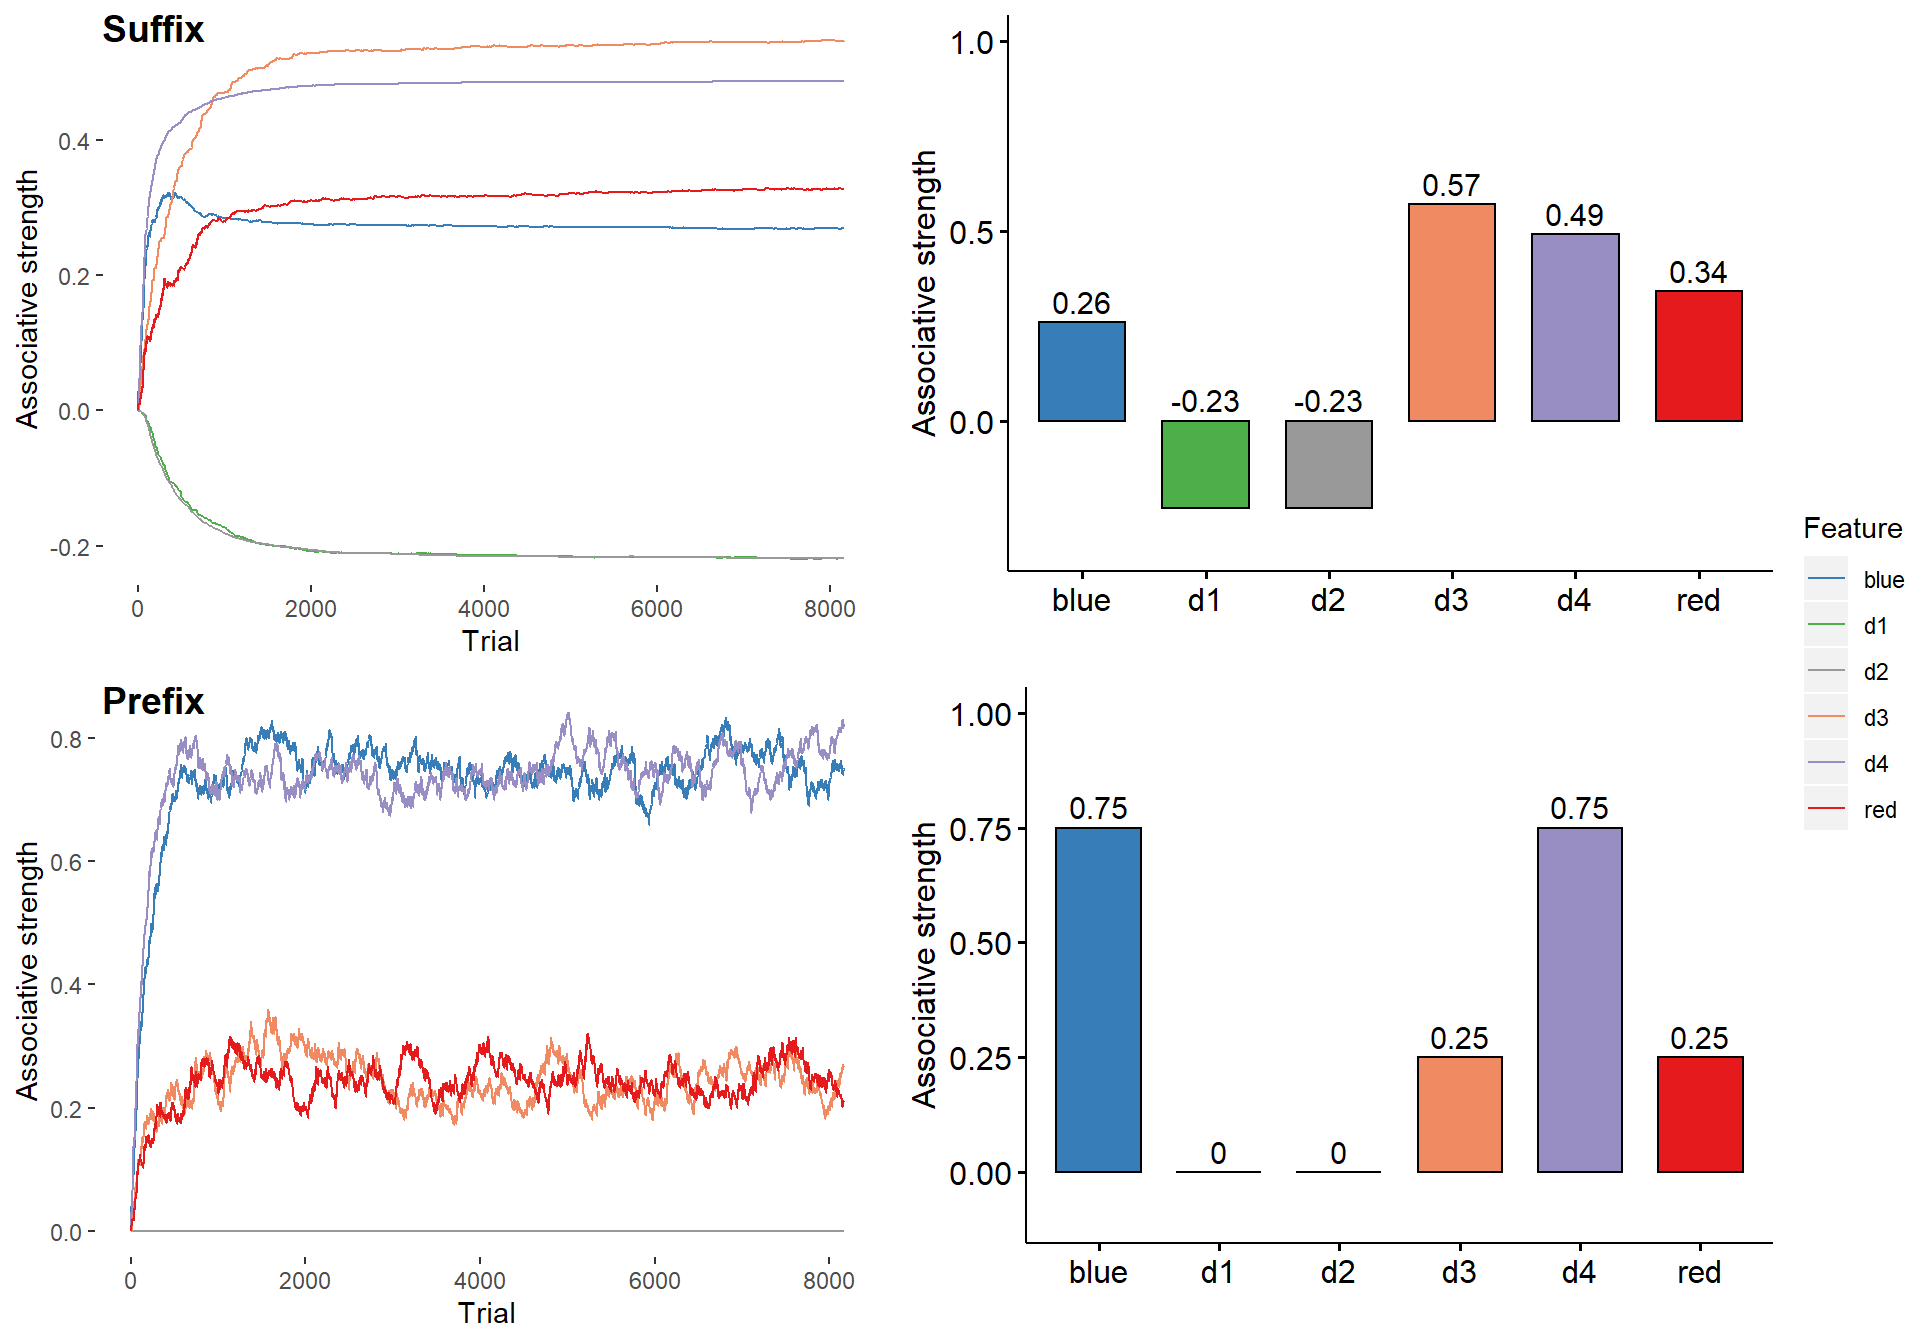 Suffix
Associative strength
0.4
0.2
0.0
-0.2
0 2000 4000 6000 8000
Trial
Associative strength
1.0
0.5
0.0
0.26
-0.23
-0.23
0.57
0.49
0.34
blue d1 d2 d3 d4 red
Feature
blue
d1
d2
d3
d4
red
Prefix
Associative strength
0.8
0.6
0.4
0.2
0.0
0 2000 4000 6000 8000
Trial
Associative strength
1.00
0.75
0.50
0.25
0.00
0.75
0
0
0.25
0.75
0.25
blue d1 d2 d3 d4 red